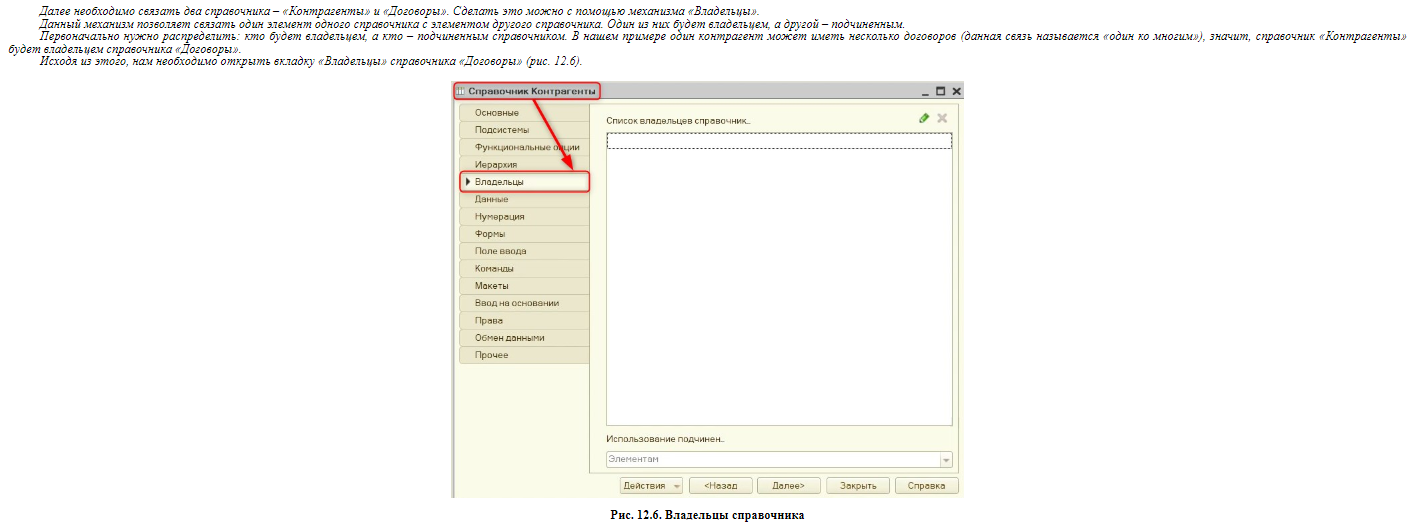 Далее необходимо связать два справочника – «Контрагенты» и «Договоры». Сделать это можно с помощью механизма «Владельцы».
Данный механизм позволяет связать один элемент одного справочника с элементом другого справочника. Один из них будет владельцем, а другой – подчиненным.
Первоначально нужно распределить: кто будет владельцем, а кто – подчиненным справочником. В нашем примере один контрагент может иметь несколько договоров (данная связь называется «один ко многим»), значит, справочник «Контрагенты»
будет владельцем справочника «Договоры».
Исходя из этого, нам необходимо открыть вкладку «Владельцы» справочника «Договоры» (рис. 12.6).
Справочник Контрагенты
Основные
Подсистемы
Функциональные опции
Иерархия
Владельцы
Данные
Нумерация
Формы
Поле ввода
Команды
Макеты
Ввод на основании
Права
Обмен данными
Прочее
Список владельцев справочник..
Использование подчинен..
Элементам
Действия
<Назад
Далее>
Закрыть
Справка
Рис. 12.6. Владельцы справочника